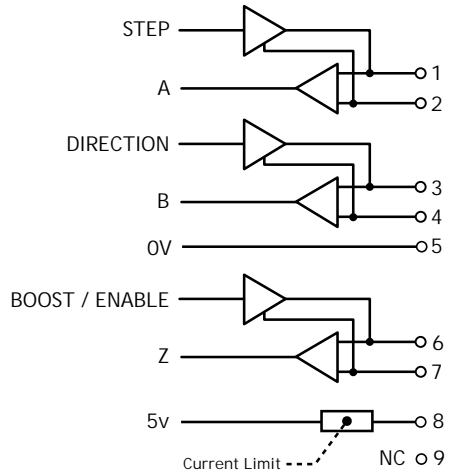 STEP
1
A
2
DIRECTION
3
B
4
0V
5
BOOST / ENABLE
6
Z
7
5v
8
Current Limit
NC
9